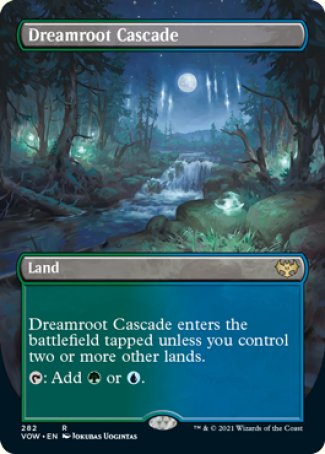 Dreamroot Cascade
Land
Dreamroot Cascade enters the
battlefield tapped unless you control
two or more other lands.
: Add or .
282 R
VOW • EN Jokubas Uogintas
™ & © 2021 Wizards of the Coast